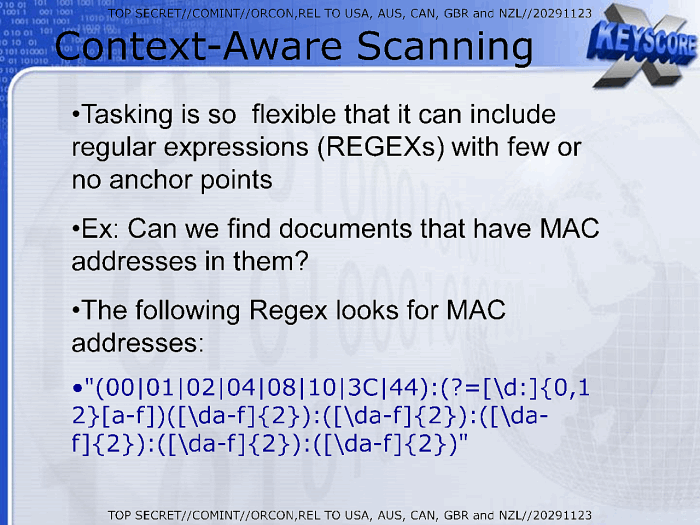 TOP SECRET//COMINT//ORCON,REL TO USA, AUS, CAN, GBR and NZL//20291123
Context-Aware Scanning
X
KEYSCORE
•Tasking is so  flexible that it can include
regular expressions (REGEXs) with few or
no anchor points
•Ex: Can we find documents that have MAC
addresses in them?
•The following Regex looks for MAC
addresses:
•"(00|01|02|04|08|10|3C|44):(?=[\d:]{0,1
2}[a-f])([\da-f]{2}):([\da-f]{2}):([\da-
f]{2}):([\da-f]{2}):([\da-f]{2})"
TOP SECRET//COMINT//ORCON,REL TO USA, AUS, CAN, GBR and NZL//20291123